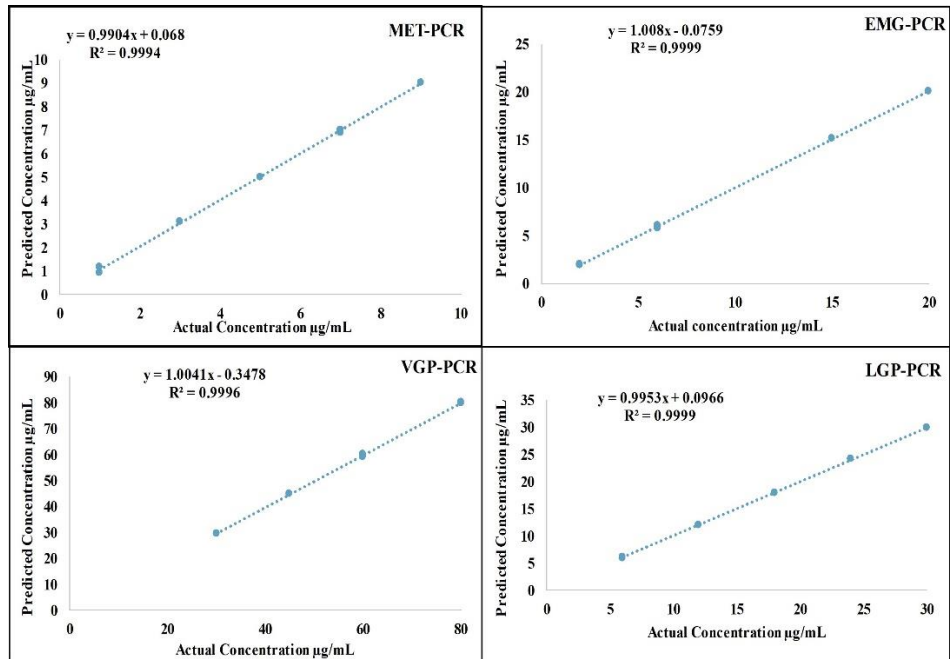 MET-PCR
y = 0.9904x + 0.068
R² = 0.9994
Predicted Concentration µg/mL
10
9
8
7
6
5
4
3
2
1
0
0 2 4 6 8 10
Actual Concentration µg/mL
EMG-PCR
y = 1.008x - 0.0759
R² = 0.9999
Predicted Concentration µg/mL
25
20
15
10
5
0
0 5 10 15 20
Actual concentration µg/mL
VGP-PCR
y = 1.0041x - 0.3478
R² = 0.9996
Predicted Concentration µg/mL
90
80
70
60
50
40
30
20
10
0
0 20 40 60 80
Actual Concentration µg/mL
LGP-PCR
y = 0.9953x + 0.0966
R² = 0.9999
Predicted Concentration µg/mL
35
30
25
20
15
10
5
0
0 5 10 15 20 25 30
Actual Concentration µg/mL